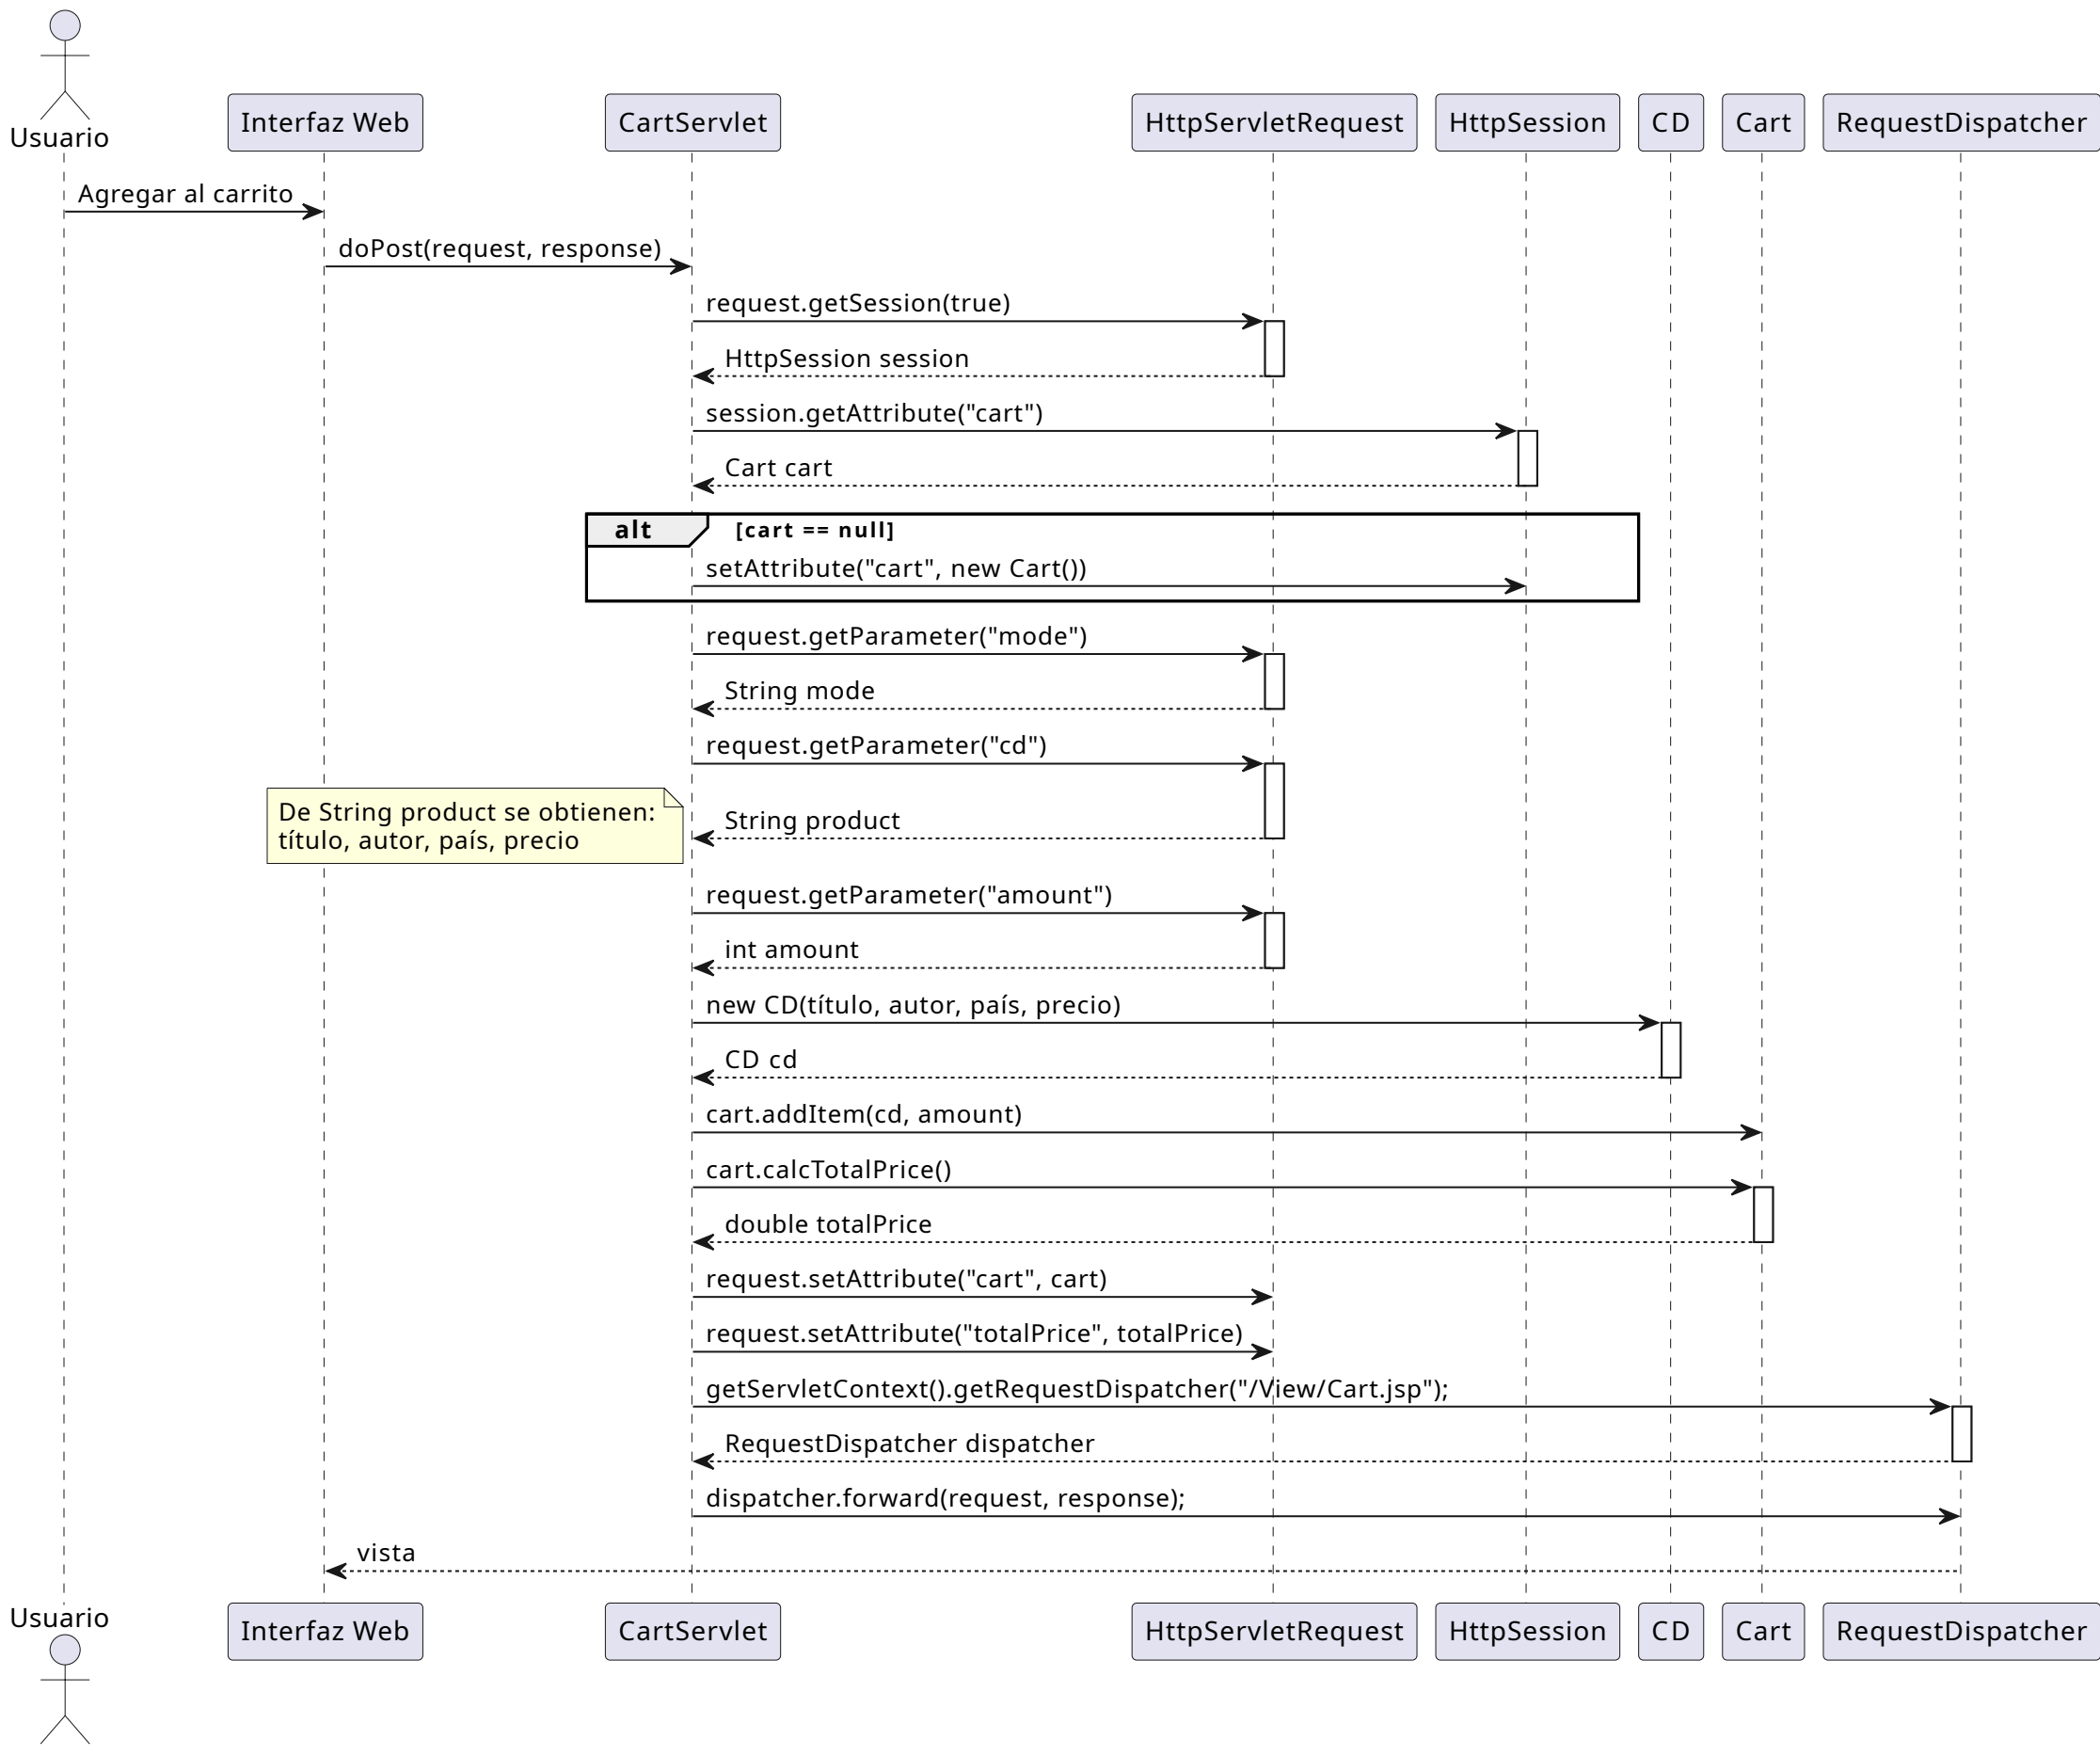 Usuario
Interfaz Web
CartServlet
HttpServletRequest
HttpSession
CD
Cart
RequestDispatcher
Agregar al carrito
doPost(request, response)
request.getSession(true)
HttpSession session
session.getAttribute("cart")
Cart cart
alt
[cart == null]
setAttribute("cart", new Cart())
request.getParameter("mode")
String mode
request.getParameter("cd")
De String product se obtienen:
título, autor, país, precio
String product
request.getParameter("amount")
int amount
new CD(título, autor, país, precio)
CD cd
cart.addItem(cd, amount)
cart.calcTotalPrice()
double totalPrice
request.setAttribute("cart", cart)
request.setAttribute("totalPrice", totalPrice)
getServletContext().getRequestDispatcher("/View/Cart.jsp");
RequestDispatcher dispatcher
dispatcher.forward(request, response);
vista
Usuario
Interfaz Web
CartServlet
HttpServletRequest
HttpSession
CD
Cart
RequestDispatcher